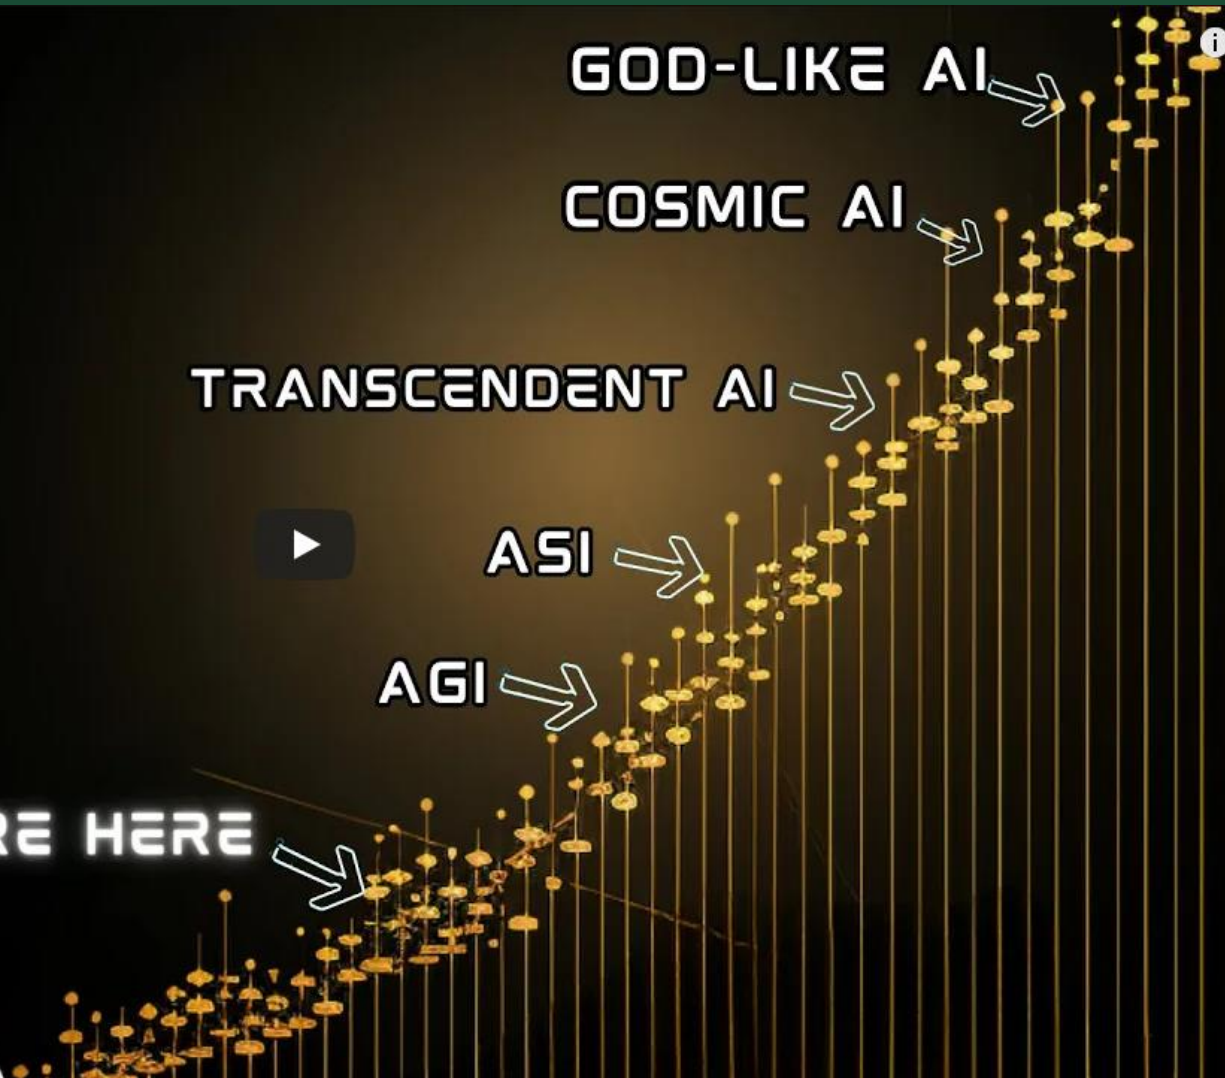 GOD-LIKE AI
COSMIC AI
TRANSCENDENT AI
ASI
AGI
HERE